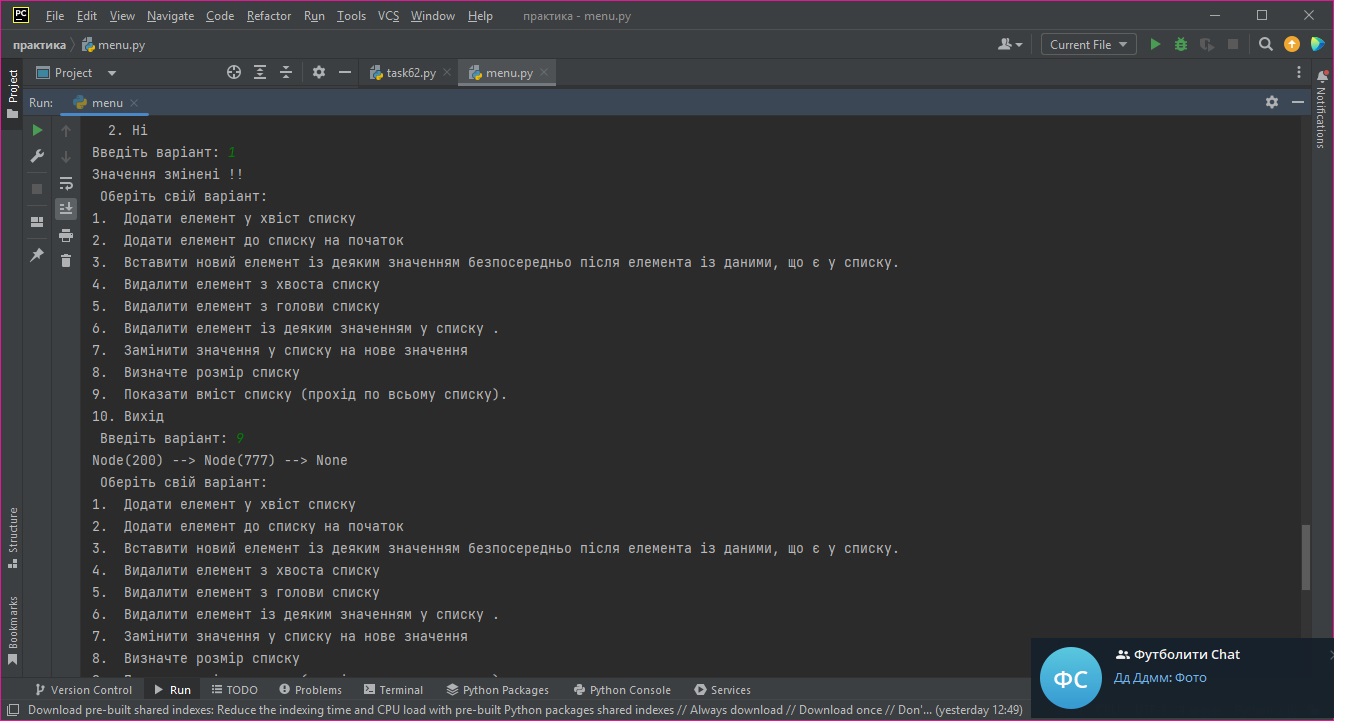 PC File Edit View Navigate Code Refactor Run Tools VCS Window Help практика - menu.py
практика menu.py Current File
Project task62.py menu.py
Run: menu
2. Ні
Введіть варіант: 1
Значення змінені !!
Оберіть свій варіант:
1. Додати елемент у хвіст списку
2. Додати елемент до списку на початок
3. Вставити новий елемент із деяким значенням безпосередньо після елемента із даними, що є у списку.
4. Видалити елемент з хвоста списку
5. Видалити елемент з голови списку
6. Видалити елемент із деяким значенням у списку .
7. Замінити значення у списку на нове значення
8. Визначте розмір списку
9. Показати вміст списку (прохід по всьому списку).
10. Вихід
Введіть варіант: 9
Node(200) --> Node(777) --> None
Оберіть свій варіант:
1. Додати елемент у хвіст списку
2. Додати елемент до списку на початок
3. Вставити новий елемент із деяким значенням безпосередньо після елемента із даними, що є у списку.
4. Видалити елемент з хвоста списку
5. Видалити елемент з голови списку
6. Видалити елемент із деяким значенням у списку .
7. Замінити значення у списку на нове значення
8. Визначте розмір списку
Project
Structure
Bookmarks
Notifications
ФС
Футболити Chat
Дд Ддмм: Фото
Version Control Run TODO Problems Terminal Python Packages Python Console Services
Download pre-built shared indexes: Reduce the indexing time and CPU load with pre-built Python packages shared indexes // Always download // Download once // Don'... (yesterday 12:49)